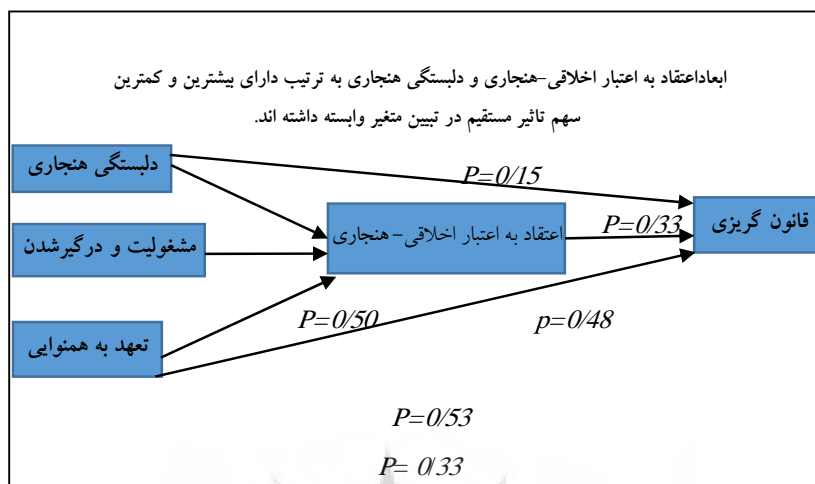 ابعاداعتقاد به اعتبار اخلاقی-هنجاری و دلبستگی هنجاری به ترتیب دارای بیشترین و کمترین
سهم تاثیر مستقیم در تبیین متغیر وابسته داشته اند.
دلبستگی هنجاری
P=0/15
قانون گریزی
P=0/33
اعتقاد به اعتبار اخلاقی- هنجاری
مشغولیت و درگیرشدن
تعهد به همنوایی
P=0/50
p=0/48
P=0/53
P= 0/33